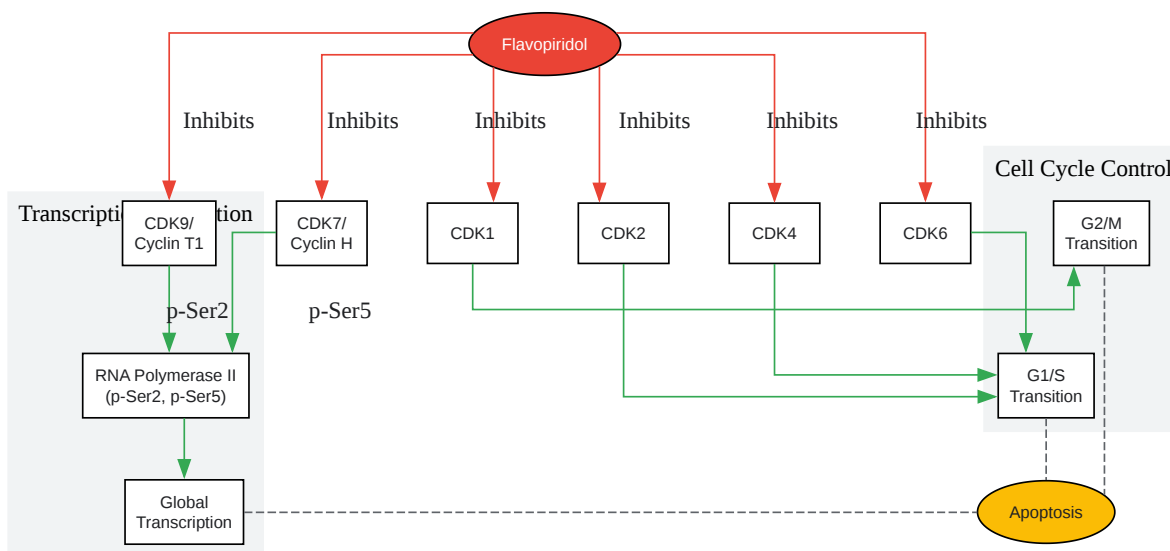 Flavopiridol
Inhibits
Inhibits
Inhibits
Inhibits
Inhibits
Inhibits
Cell Cycle Control
CDK9/
Cyclin T1
CDK7/
Cyclin H
CDK1
CDK2
CDK4
CDK6
G2/M
Transition
p-Ser2
p-Ser5
RNA Polymerase II
(p-Ser2, p-Ser5)
G1/S
Transition
Global
Transcription
Apoptosis